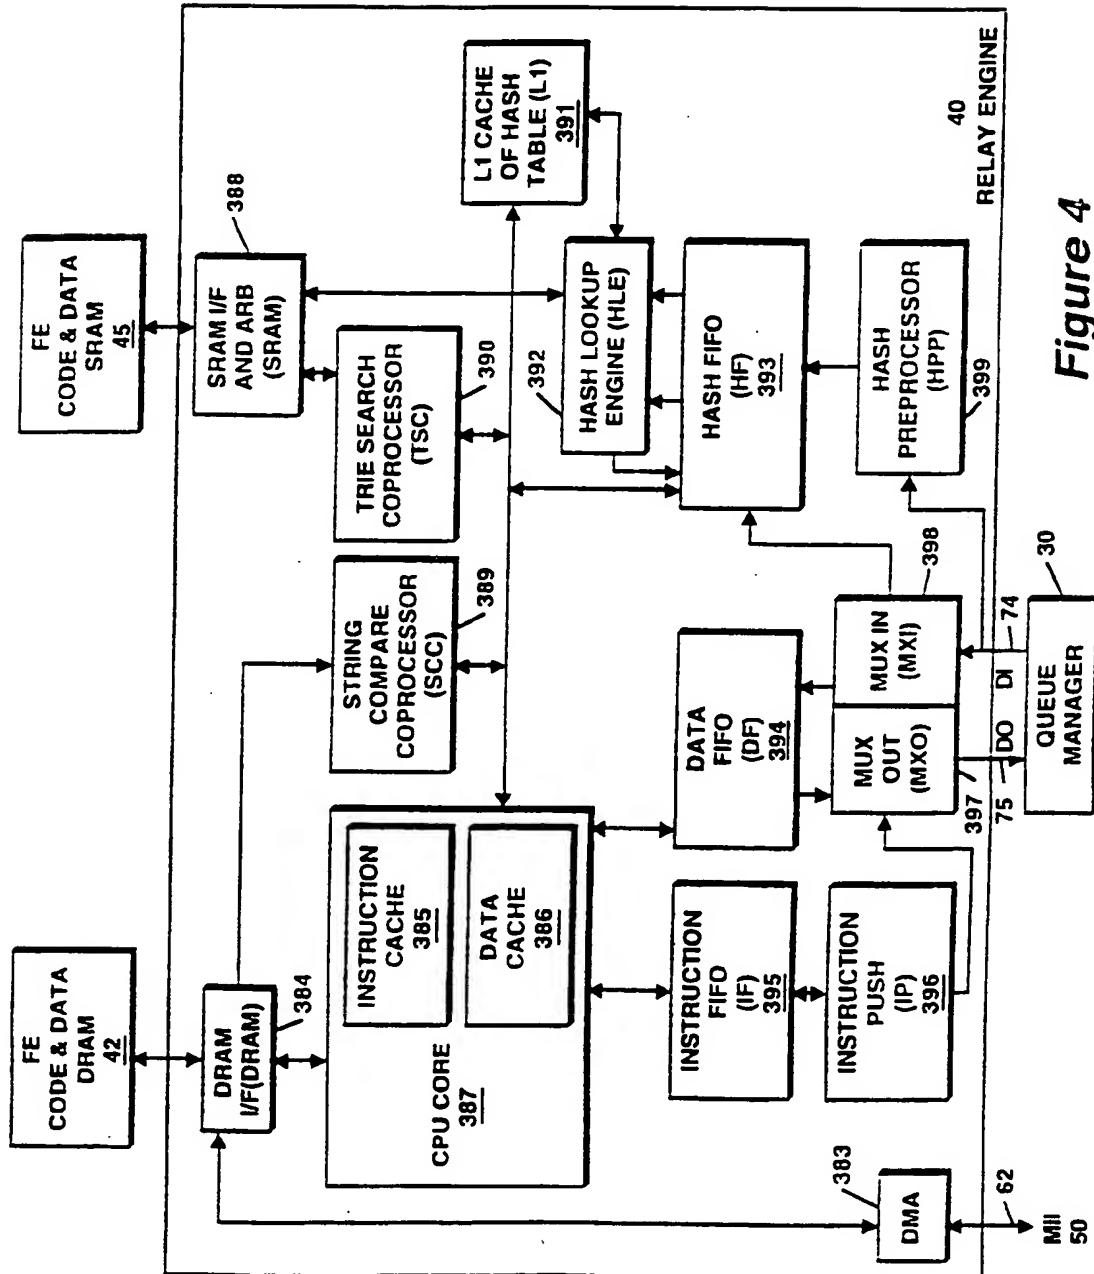 FE
CODE & DATA
DRAM
42
FE
CODE & DATA
SRAM
45
DRAM
I/F(DRAM)
384
SRAM I/F
AND ARB
(SRAM)
388
STRING
COMPARE
COPROCESSOR
(SCC)
389
TRIE SEARCH
COPROCESSOR
(TSC)
390
L1 CACHE
OF HASH
TABLE (L1)
391
CPU CORE
387
INSTRUCTION
CACHE
385
DATA
CACHE
386
392
HASH LOOKUP
ENGINE (HLE)
INSTRUCTION
FIFO
(IF)
395
DATA
FIFO
(DF)
394
HASH FIFO
(HF)
393
INSTRUCTION
PUSH
(IP)
396
MUX
OUT
(MXO)
397
MUX IN
(MXI)
398
HASH
PREPROCESSOR
(HPP)
399
383
DMA
62
MII
50
75
DO
DI
74
QUEUE
MANAGER
30
40
RELAY ENGINE
Figure 4